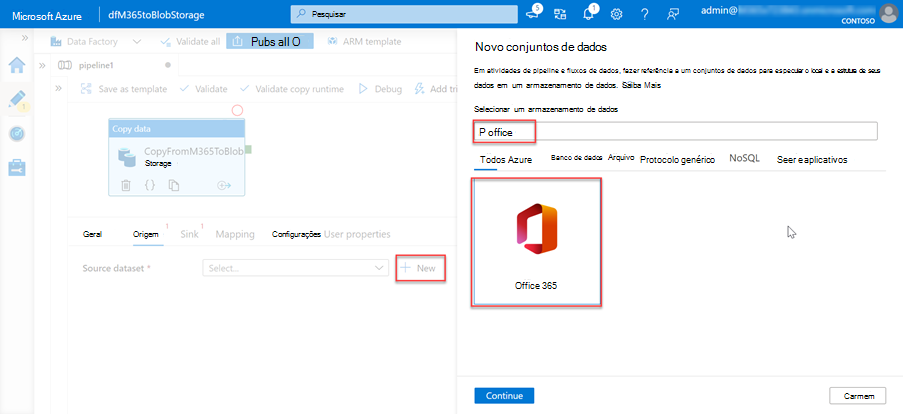 Microsoft Azure
dfM365toBlobStorage
Pesquisar
5
1
admin@
CONTOSO
Data Factory
Validate all
Pubs all O
ARM template
pipeline1
Save as template
Validate
Validate copy runtime
Debug
Add tri
1
Copy data
CopyFromM365ToBlob
Storage
Geral
Origem
1
Sink
1
Mapping
Configurações
User properties
Source dataset *
Select...
New
Novo conjuntos de dados
Em atividades de pipeline e fluxos de dados, fazer referência a um conjuntos de dados para especular o local e a estrutura de seus
dados em um armazenamento de dados. Sáiba Mais
Selecionar um armazenamento de dados
P office
Todos Azure
Banco de dados
Arquivo
Protocolo genérico
NoSQL
Seer e aplicativos
Office 365
Continue
Carmem